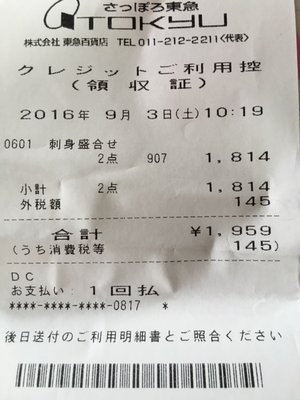 さっぽろ東急
TOKYU
株式会社 東急百貨店 TEL 011-212-2211〈代表〉
クレジットご利用控
(領収証)
2016年 9月 3日(土) 10:19
0601 刺身盛合せ
2点 907 1,814
小計 2点 1,814
外税額 145
合計 ¥1,959
(うち消費税等 145)
DC
お支払い: 1回払
****-****-****-0817 *
後日送付のご利用明細書とご照合ください